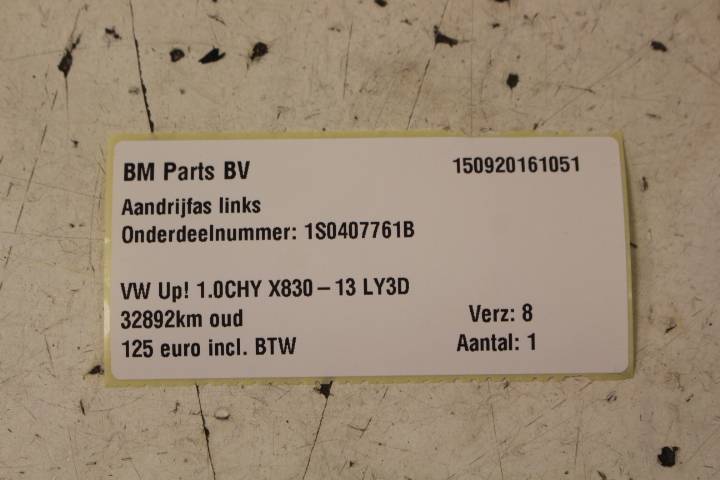 BM Parts BV 150920161051
Aandrijfas links
Onderdeelnummer: 1S0407761B
VW Up! 1.0CHY X830-13 LY3D
32892km oud Verz: 8
125 euro incl. BTW Aantal: 1